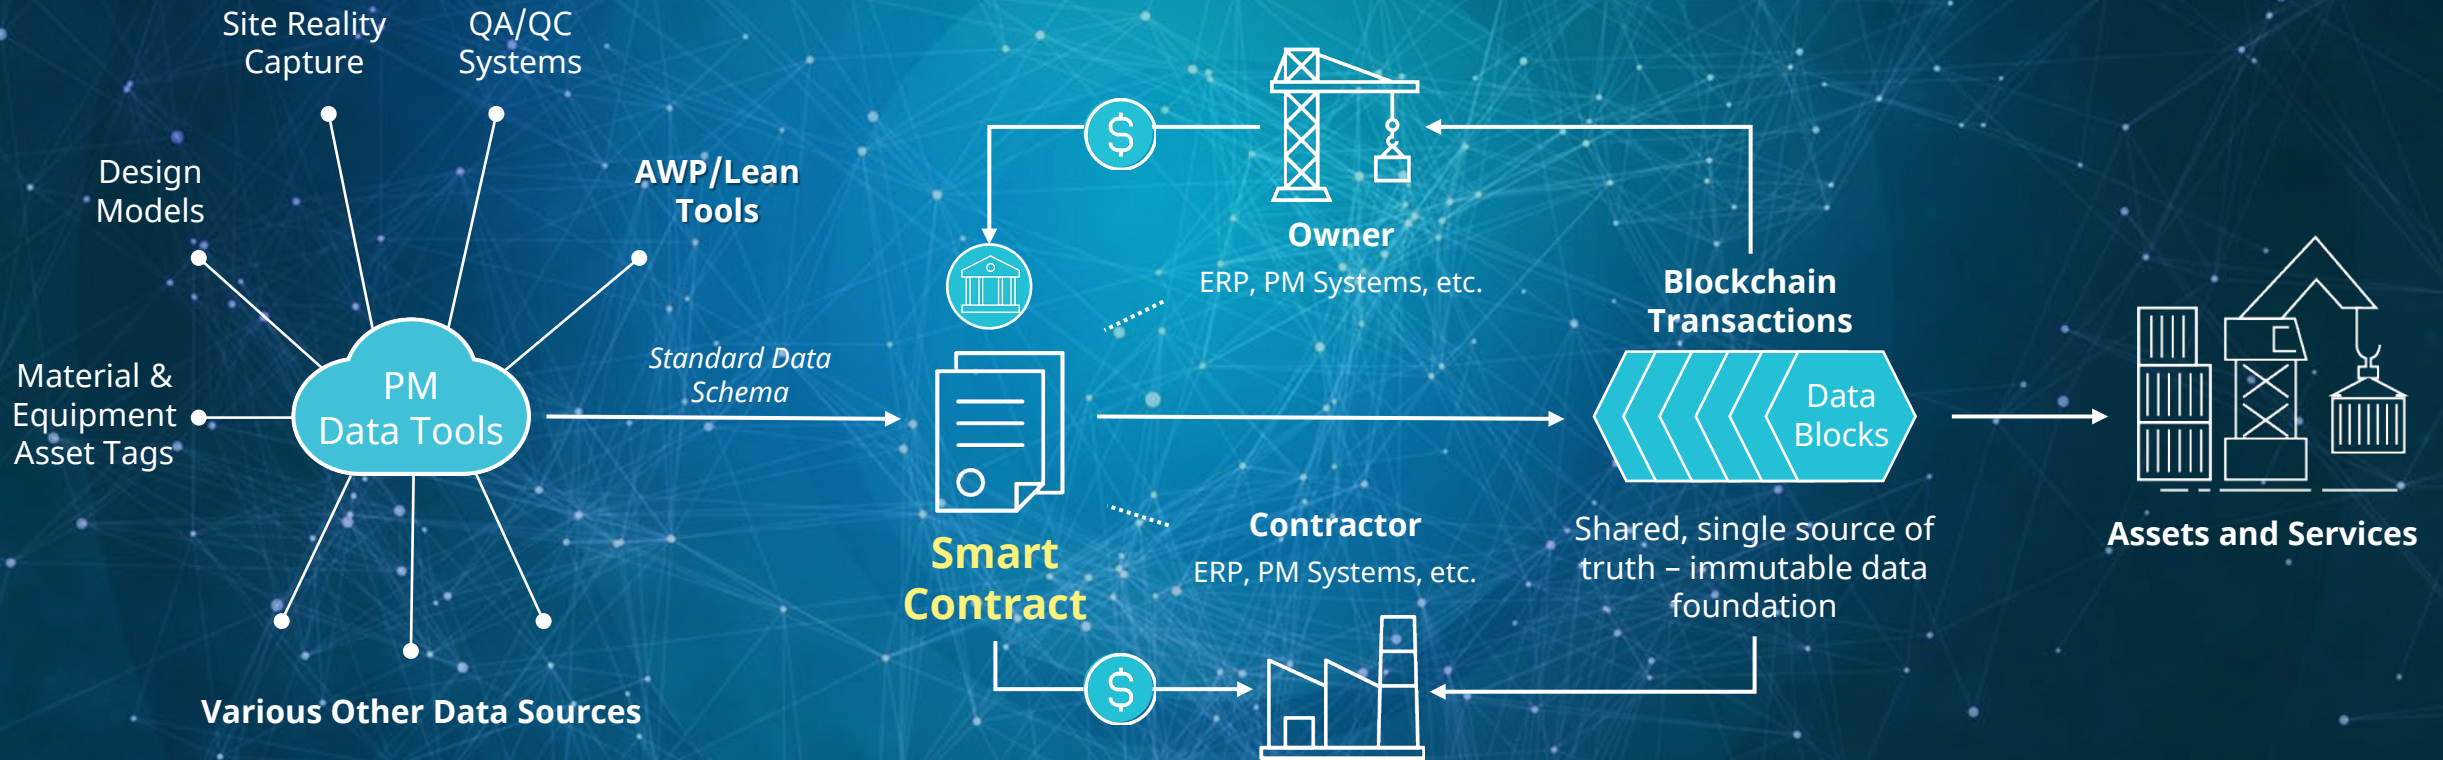 Site Reality
Capture
QA/QC
Systems
Design
Models
AWP/Lean
Tools
Material &
Equipment
Asset Tags
PM
Data Tools
Various Other Data Sources
Standard Data
Schema
$
Owner
ERP, PM Systems, etc.
Smart
Contract
Contractor
ERP, PM Systems, etc.
$
Blockchain
Transactions
Data
Blocks
Shared, single source of
truth – immutable data
foundation
Assets and Services